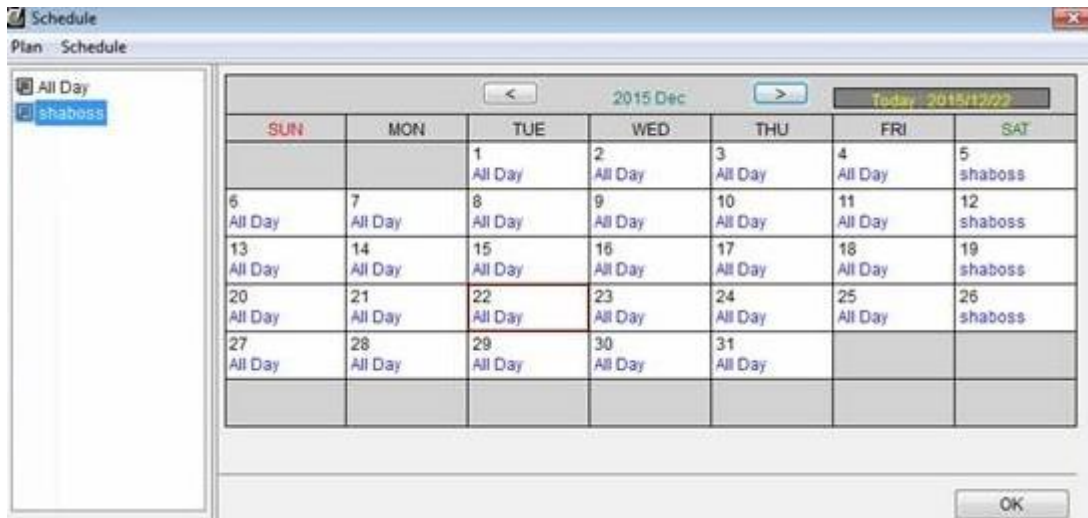 Schedule
Plan Schedule
All Day
shaboss
< 2015 Dec > Today 2015/12/22
SUN MON TUE WED THU FRI SAT
1 2 3 4 5
All Day All Day All Day All Day shaboss
6 7 8 9 10 11 12
All Day All Day All Day All Day All Day All Day shaboss
13 14 15 16 17 18 19
All Day All Day All Day All Day All Day All Day shaboss
20 21 22 23 24 25 26
All Day All Day All Day All Day All Day All Day shaboss
27 28 29 30 31
All Day All Day All Day All Day All Day
OK